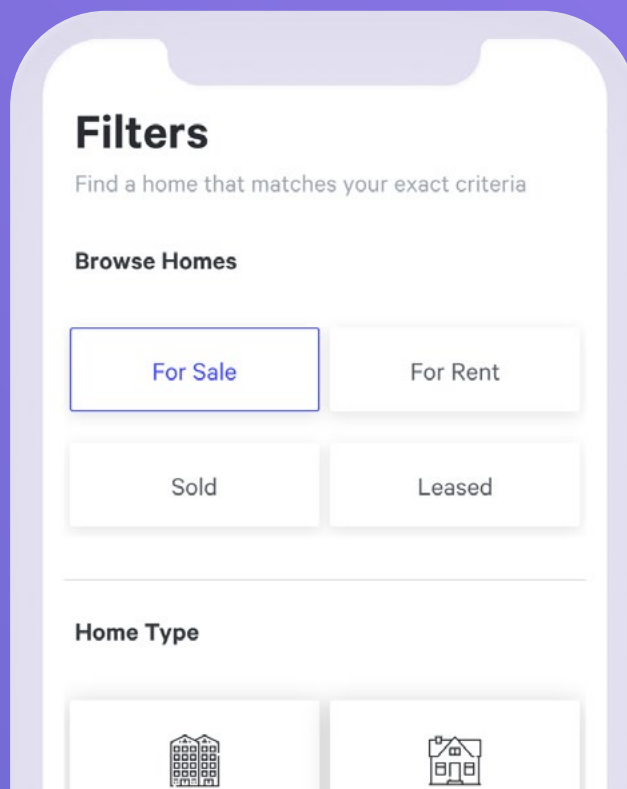 Filters
Find a home that matches your exact criteria
Browse Homes
For Sale
For Rent
Sold
Leased
Home Type